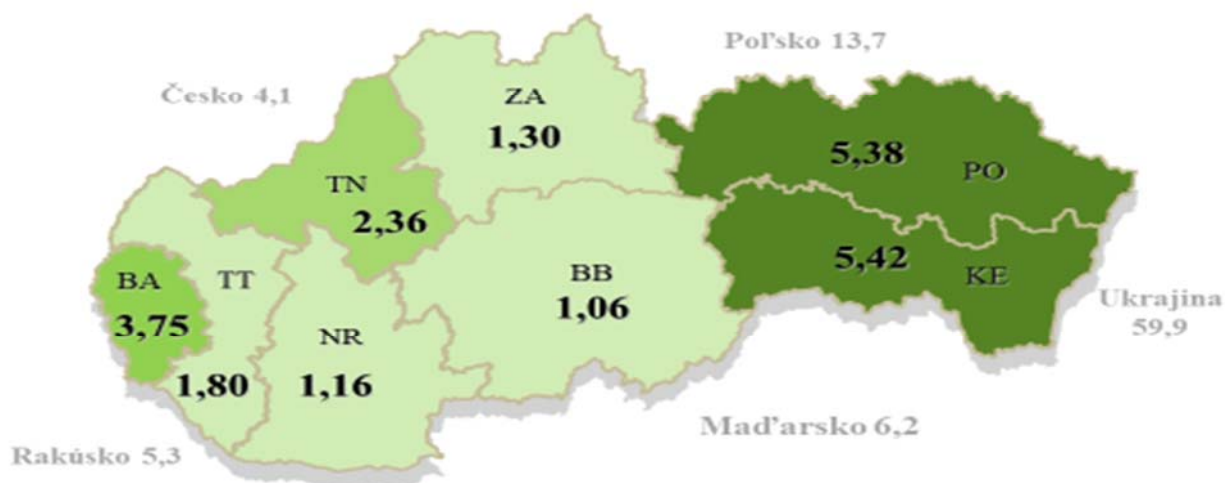 Poľsko 13,7
Česko 4,1
ZA
1,30
5,38
PO
TN
2,36
BA
3,75
TT
1,80
NR
1,16
BB
1,06
5,42
KE
Ukrajina
59,9
Maďarsko 6,2
Rakúsko 5,3